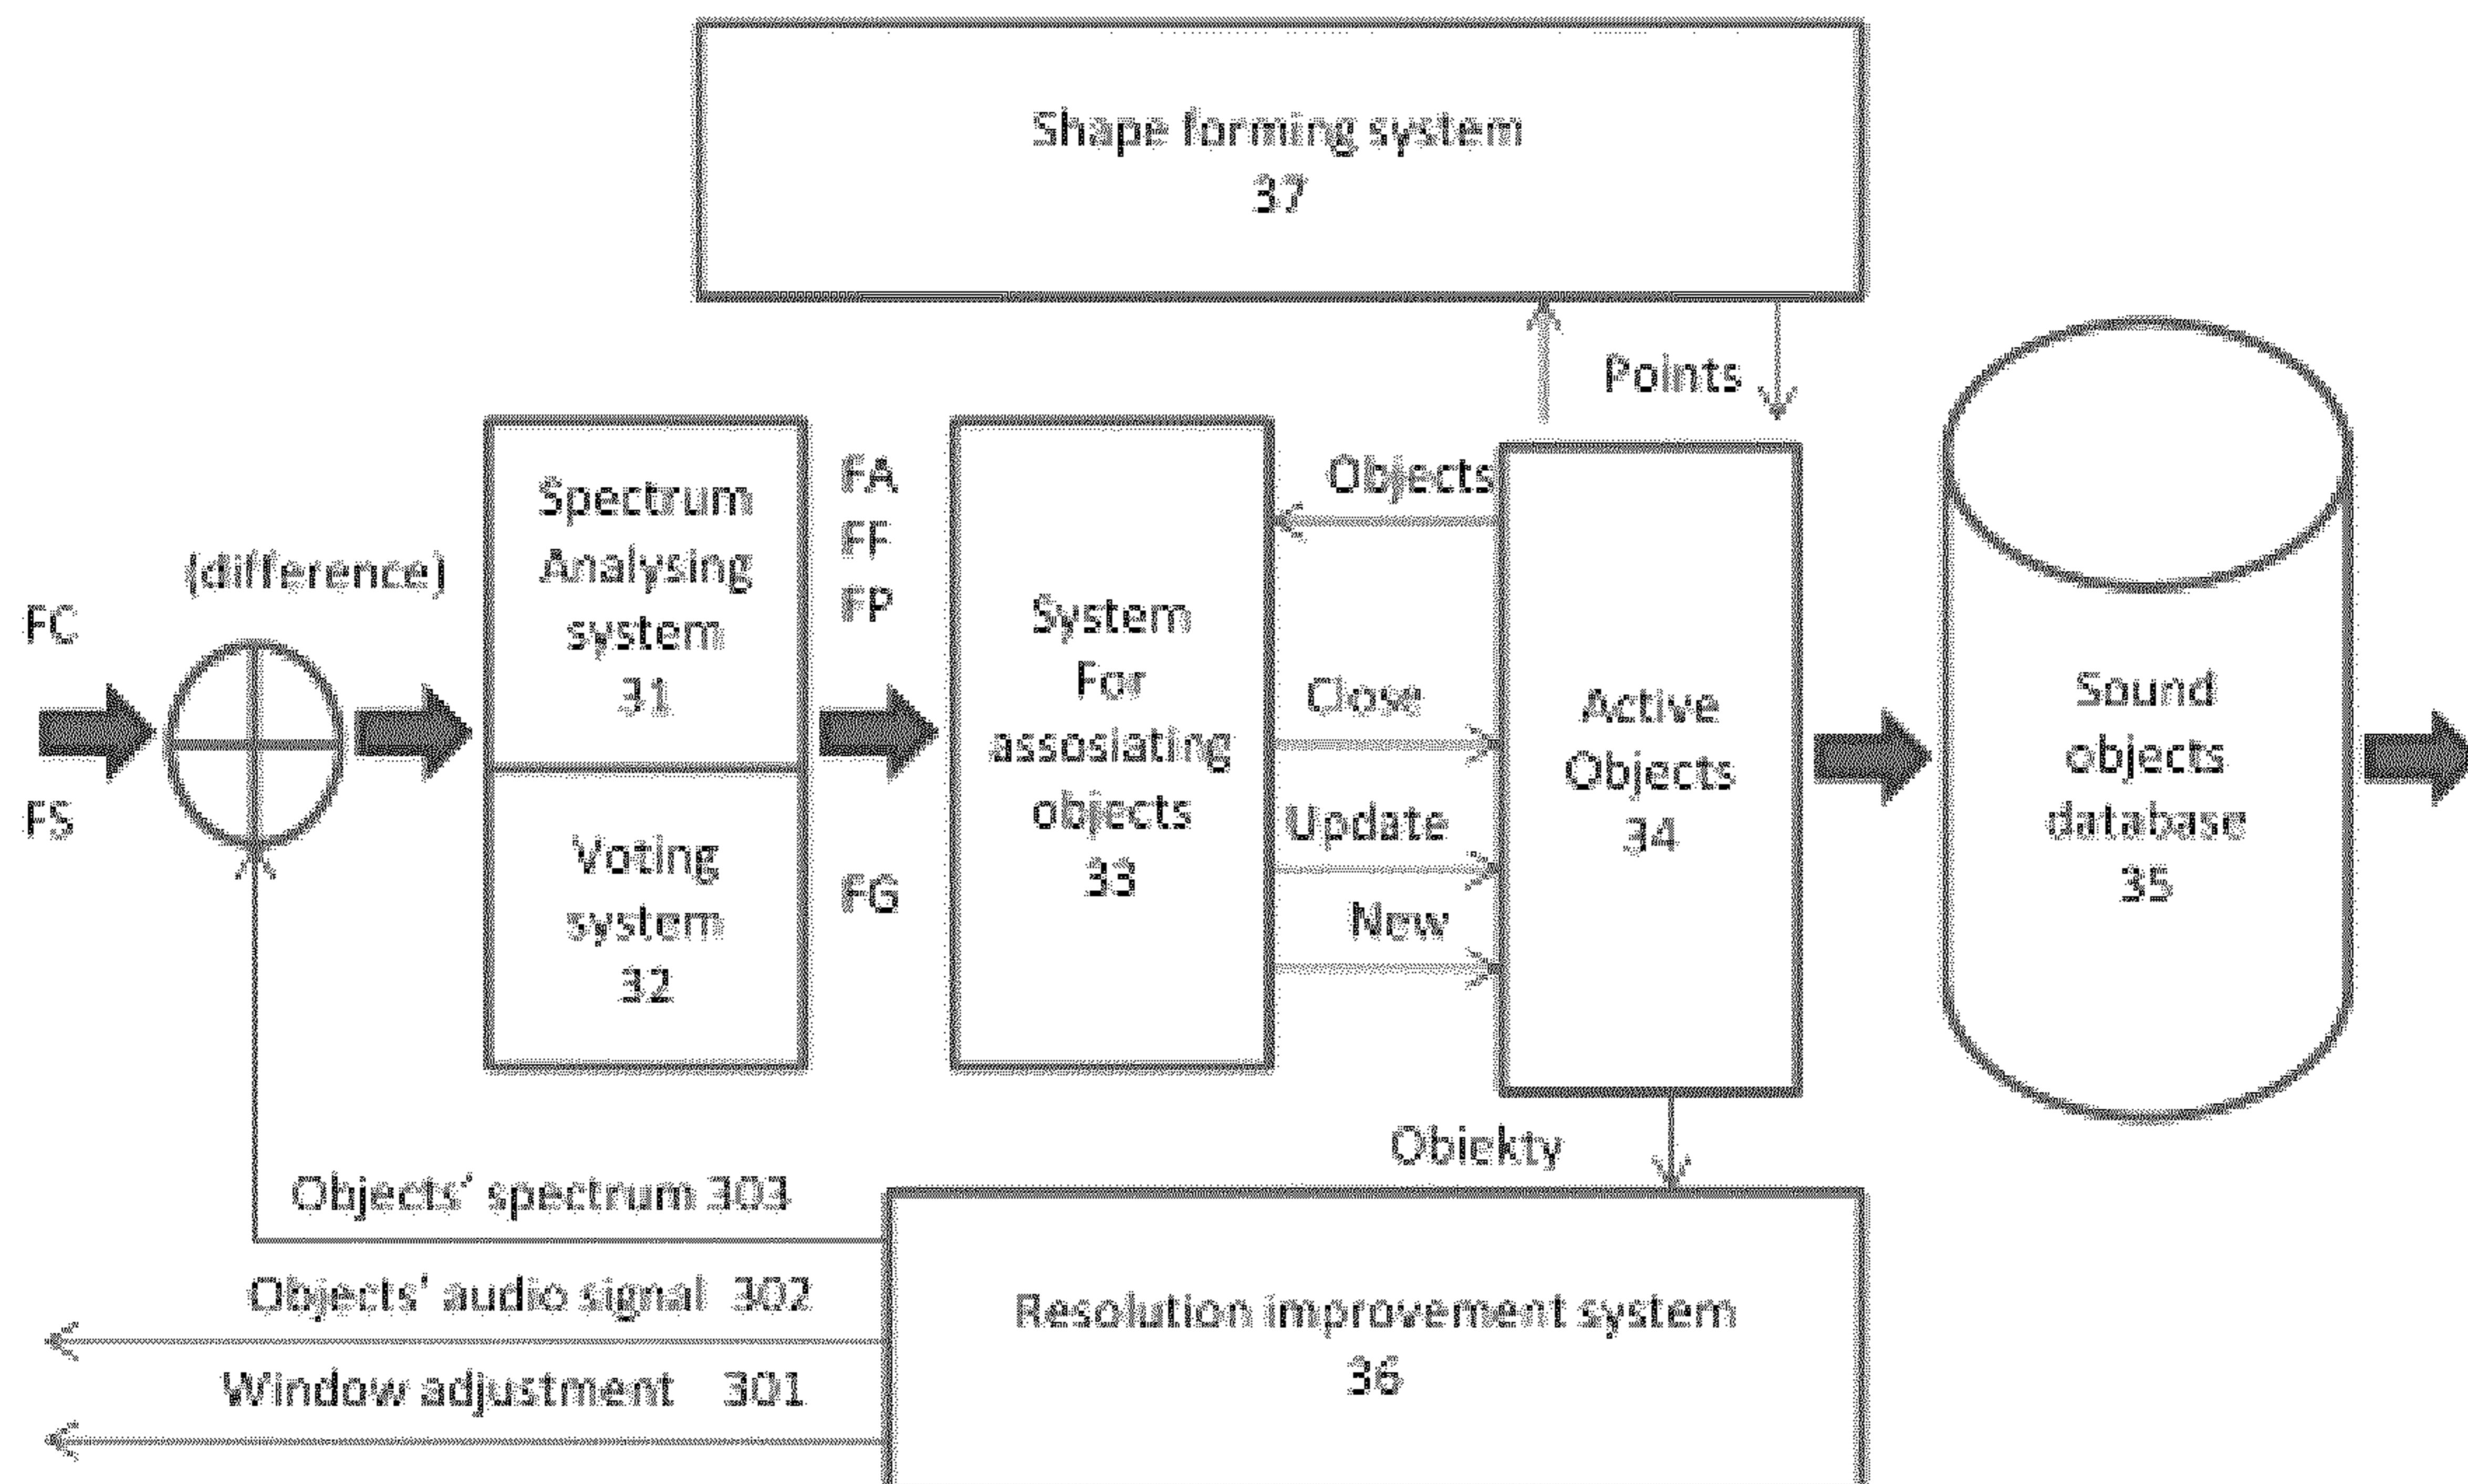 Shape forming system
37
Points
FC
FS
(difference)
Spectrum
Analysing
system
31
Voting
system
32
FA
FF
FP
FG
System
For
assosiating
objects
33
Objects
Close
Update
New
Active
Objects
34
Sound
objects
database
35
Obiekty
Objects' spectrum 303
Objects' audio signal 302
Window adjustment 301
Resolution improvement system
36